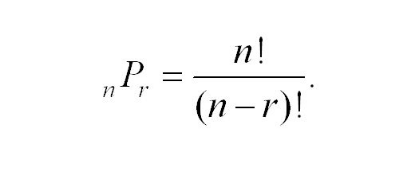 ₙPᵣ = n! / (n − r)! .